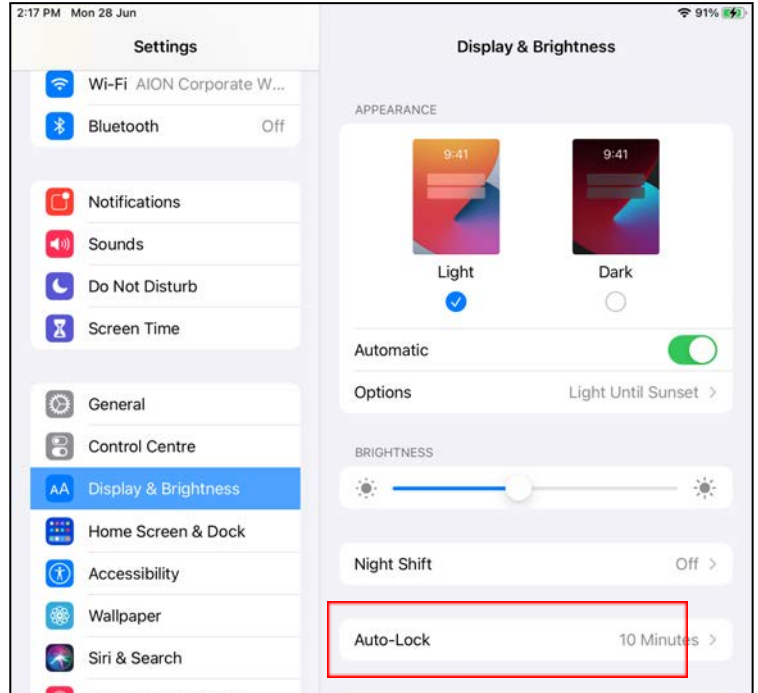 2:17 PM Mon 28 Jun
91%
Settings
Wi-Fi AION Corporate W...
Bluetooth Off
Notifications
Sounds
Do Not Disturb
Screen Time
General
Control Centre
AA Display & Brightness
Home Screen & Dock
Accessibility
Wallpaper
Siri & Search
Display & Brightness
APPEARANCE
9:41 9:41
Light Dark
Automatic
Options Light Until Sunset >
BRIGHTNESS
Night Shift Off >
Auto-Lock 10 Minutes >